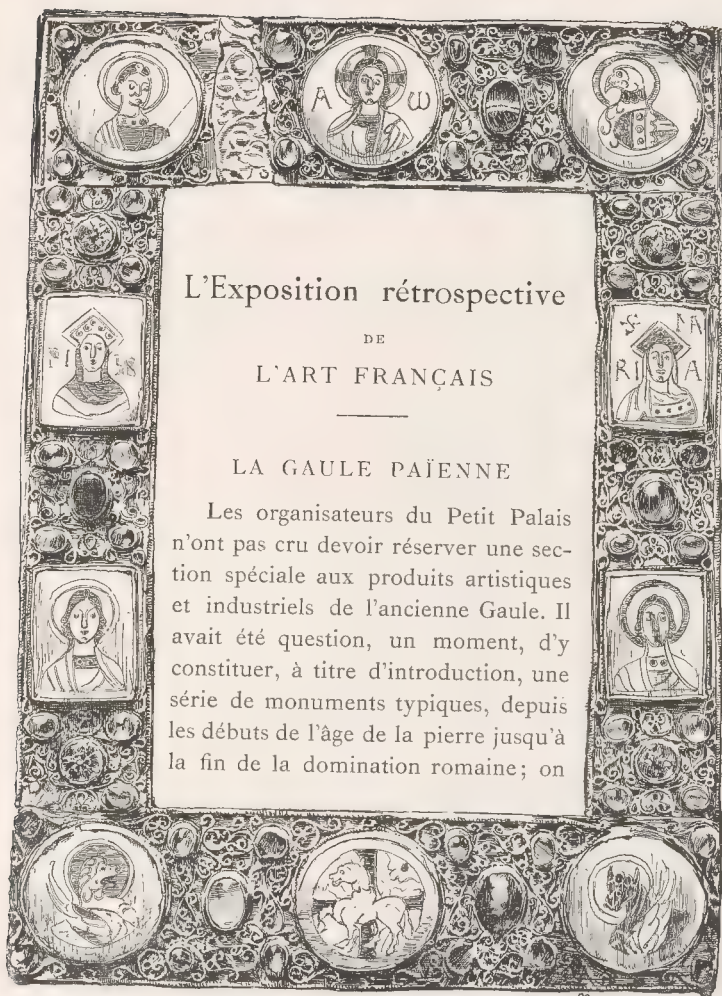 A ω
S MA
RI A
L'Exposition rétrospective
DE
L'ART FRANÇAIS
LA GAULE PAÏENNE
Les organisateurs du Petit Palais
n'ont pas cru devoir réserver une sec-
tion spéciale aux produits artistiques
et industriels de l'ancienne Gaule. Il
avait été question, un moment, d'y
constituer, à titre d'introduction, une
série de monuments typiques, depuis
les débuts de l'âge de la pierre jusqu'à
la fin de la domination romaine; on